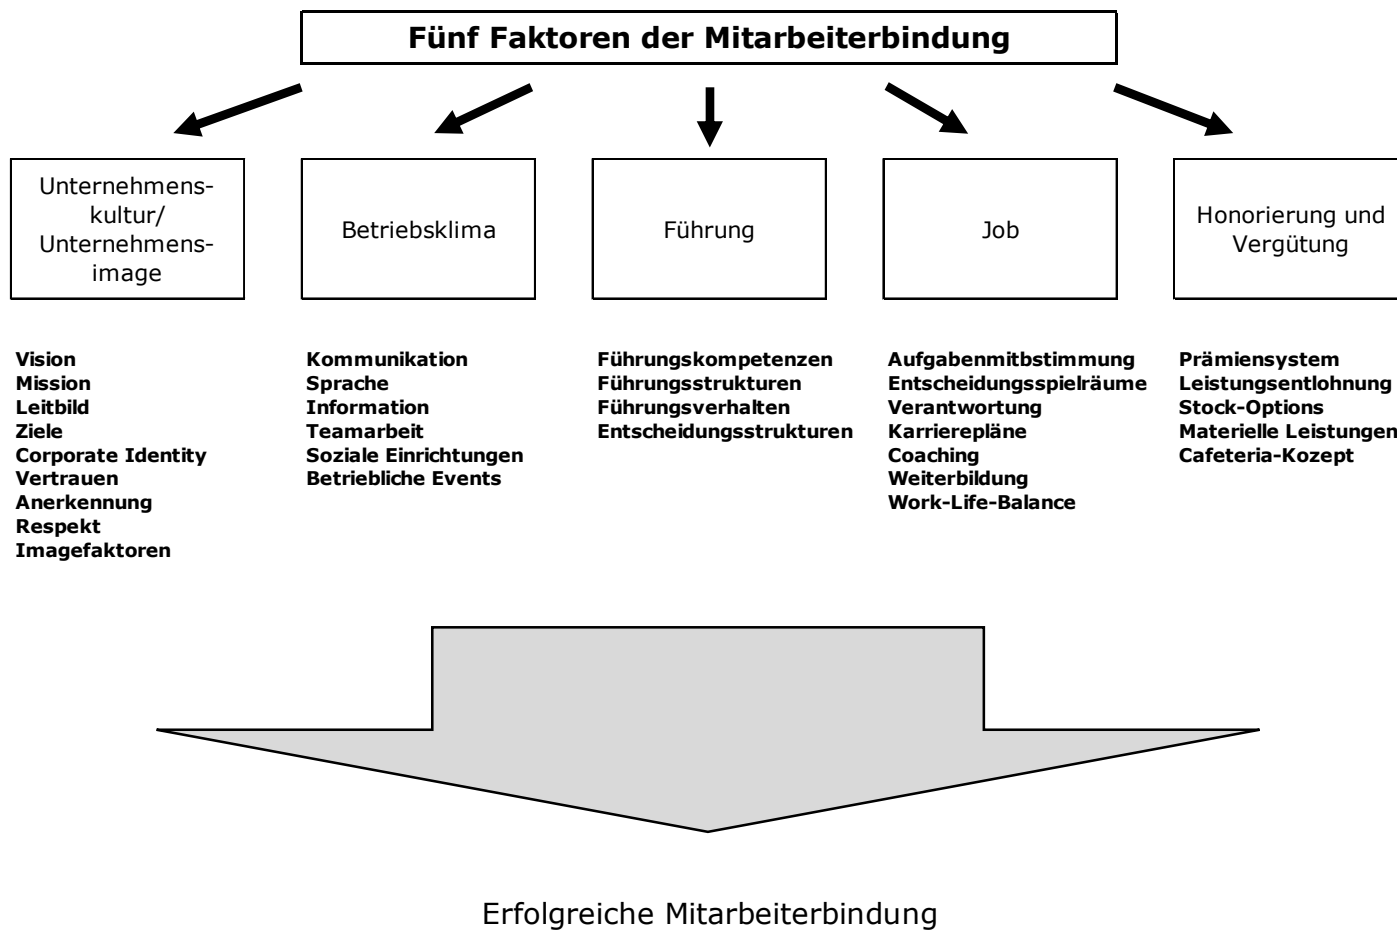 Fünf Faktoren der Mitarbeiterbindung
Unternehmens-
kultur/
Unternehmens-
image
Betriebsklima
Führung
Job
Honorierung und
Vergütung
Vision
Mission
Leitbild
Ziele
Corporate Identity
Vertrauen
Anerkennung
Respekt
Imagefaktoren
Kommunikation
Sprache
Information
Teamarbeit
Soziale Einrichtungen
Betriebliche Events
Führungskompetenzen
Führungsstrukturen
Führungsverhalten
Entscheidungsstrukturen
Aufgabenmitbstimmung
Entscheidungsspielräume
Verantwortung
Karrierepläne
Coaching
Weiterbildung
Work-Life-Balance
Prämiensystem
Leistungsentlohnung
Stock-Options
Materielle Leistungen
Cafeteria-Kozept
Erfolgreiche Mitarbeiterbindung